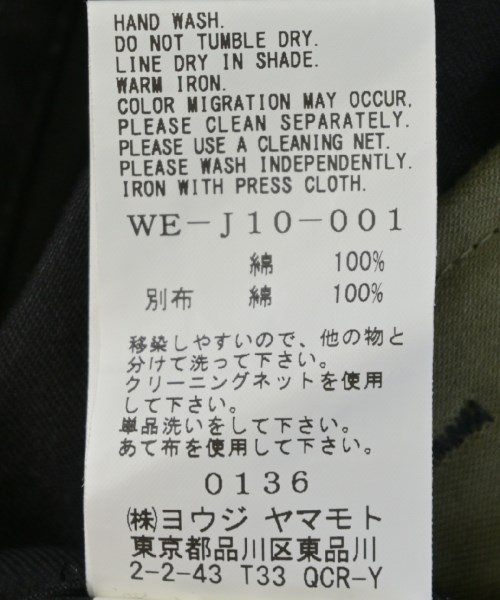 HAND WASH.
DO NOT TUMBLE DRY.
LINE DRY IN SHADE.
WARM IRON.
COLOR MIGRATION MAY OCCUR.
PLEASE CLEAN SEPARATELY.
PLEASE USE A CLEANING NET.
PLEASE WASH INDEPENDENTLY.
IRON WITH PRESS CLOTH.
WE-J10-001
綿 100%
別布 綿 100%
移染しやすいので、他の物と
分けて洗って下さい。
クリーニングネットを使用
して下さい。
単品洗いをして下さい。
あて布を使用して下さい。
0136
㈱ヨウジ ヤマモト
東京都品川区東品川
2-2-43 T33 QCR-Y